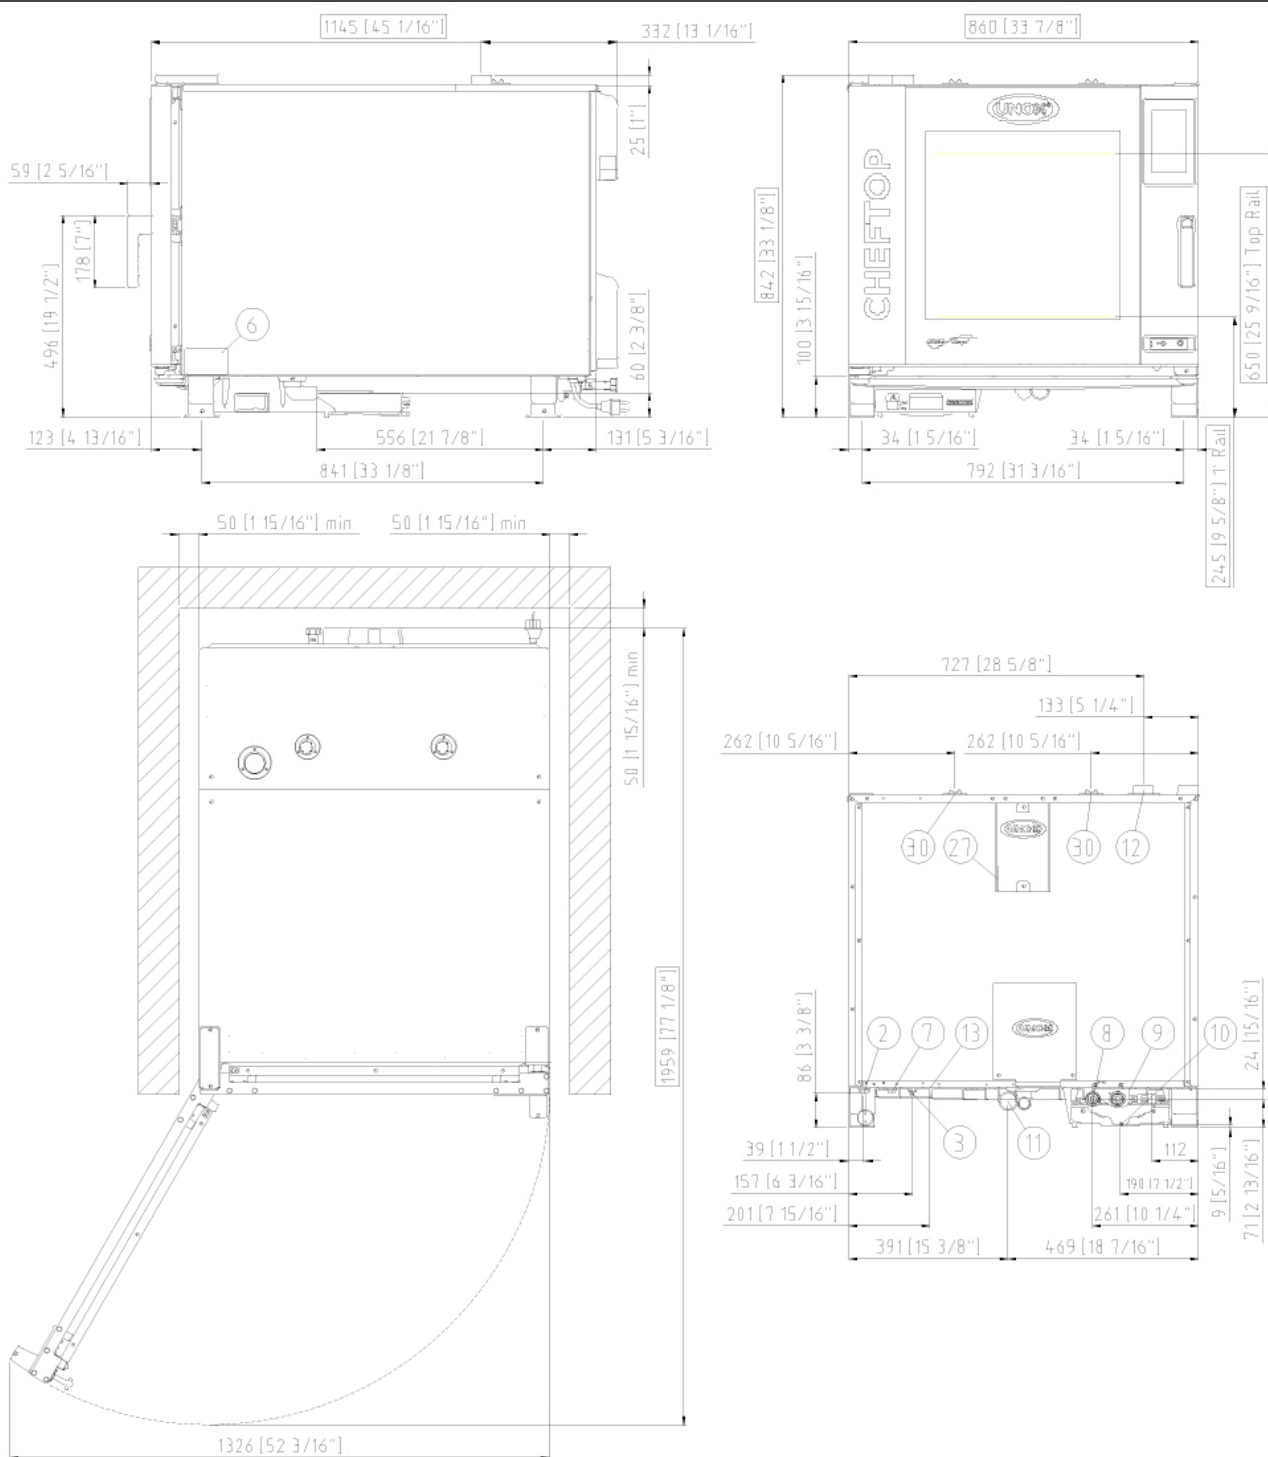 1145 [45 1/16"]
332 [13 1/16"]
25 [1"]
59 [2 5/16"]
178 [7"]
496 [19 1/2"]
6
60 [2 3/8"]
123 [4 13/16"]
556 [21 7/8"]
131 [5 3/16"]
841 [33 1/8"]
860 [33 7/8"]
UNOX
CHEFTOP
842 [33 1/8"]
100 [3 15/16"]
650 [25 9/16"] Top Rail
34 [1 5/16"]
34 [1 5/16"]
792 [31 3/16"]
245 [9 5/8"] 1' Rail
50 [1 15/16"] min.
50 [1 15/16"] min.
50 [1 15/16"] min
1959 [77 1/8"]
1326 [52 3/16"]
727 [28 5/8"]
133 [5 1/4"]
262 [10 5/16"]
262 [10 5/16"]
30
27
UNOX
30
12
86 [3 3/8"]
UNOX
2
7
13
8
9
10
24 [15/16"]
3
11
39 [1 1/2"]
112
157 [6 3/16"]
190 [7 1/2"]
9 [5/16"]
71 [2 13/16"]
201 [7 15/16"]
261 [10 1/4"]
391 [15 3/8"]
469 [18 7/16"]